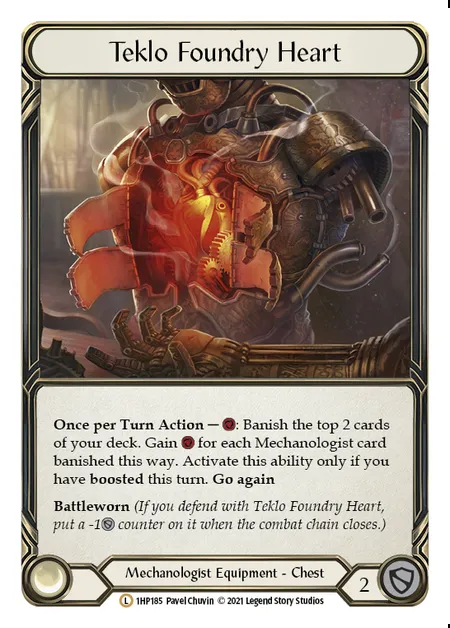 Teklo Foundry Heart
Once per Turn Action — : Banish the top 2 cards
of your deck. Gain for each Mechanologist card
banished this way. Activate this ability only if you
have boosted this turn. Go again
Battleworn (If you defend with Teklo Foundry Heart,
put a -1 counter on it when the combat chain closes.)
Mechanologist Equipment - Chest
2
L 1HP185 Pavel Chuvin © 2021 Legend Story Studios